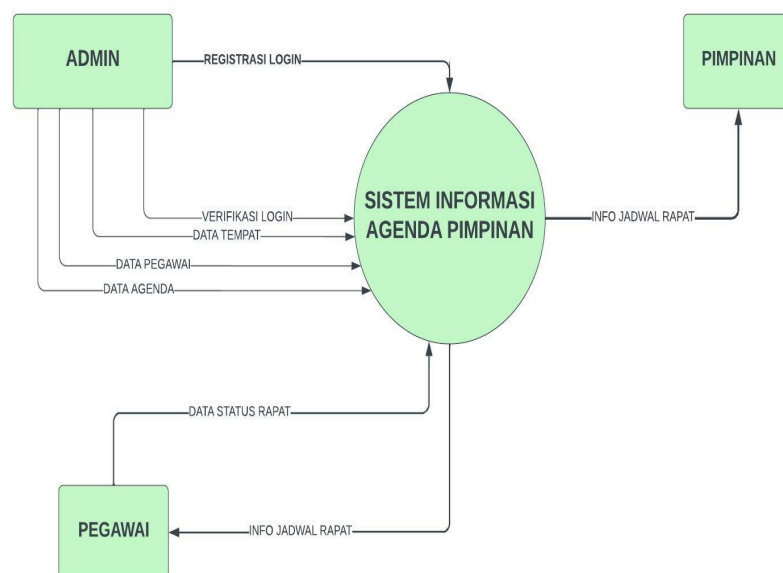 ADMIN
REGISTRASI LOGIN
PIMPINAN
SISTEM INFORMASI
AGENDA PIMPINAN
VERIFIKASI LOGIN
DATA TEMPAT
DATA PEGAWAI
DATA AGENDA
INFO JADWAL RAPAT
DATA STATUS RAPAT
PEGAWAI
INFO JADWAL RAPAT